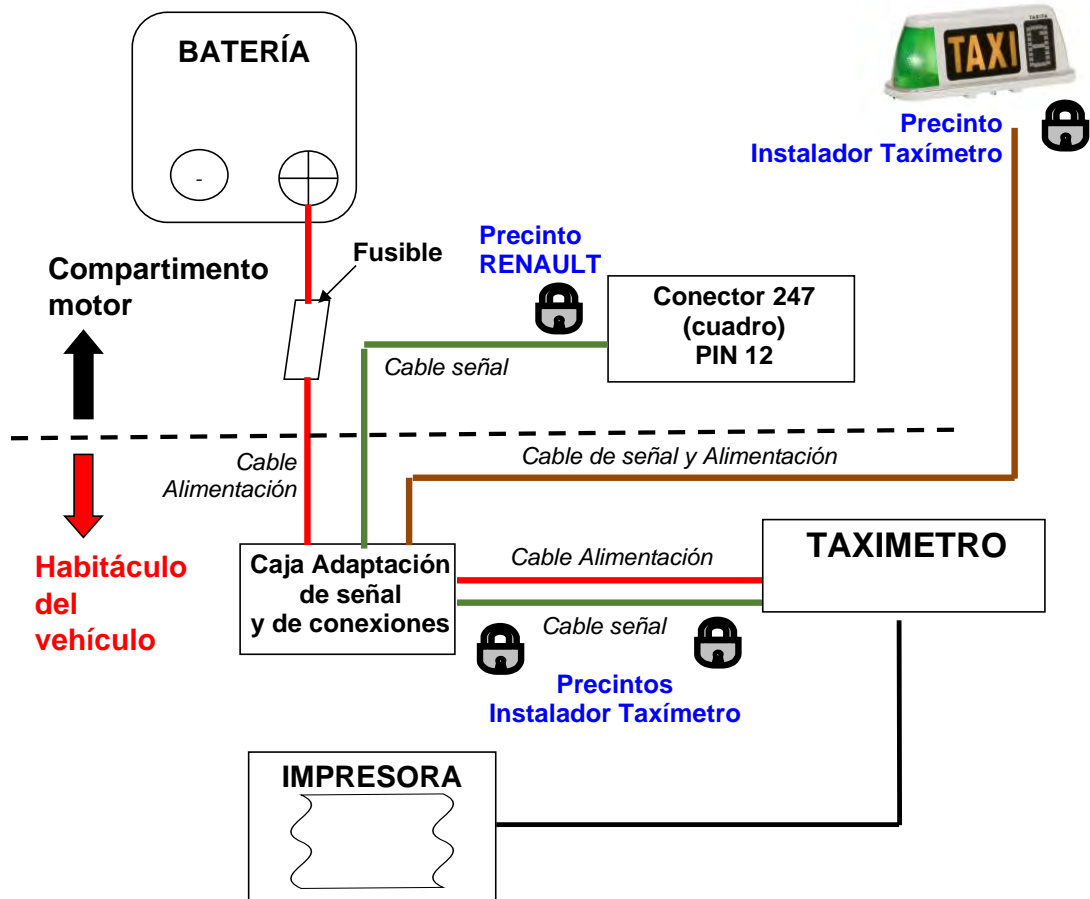 BATERÍA
-
TAXI
Precinto
Instalador Taxímetro
Fusible
Precinto
RENAULT
Compartimento
motor
Conector 247
(cuadro)
PIN 12
Cable señal
Cable
Alimentación
Cable de señal y Alimentación
Habitáculo
del
vehículo
Caja Adaptación
de señal
y de conexiones
Cable Alimentación
Cable señal
TAXIMETRO
Precintos
Instalador Taxímetro
IMPRESORA